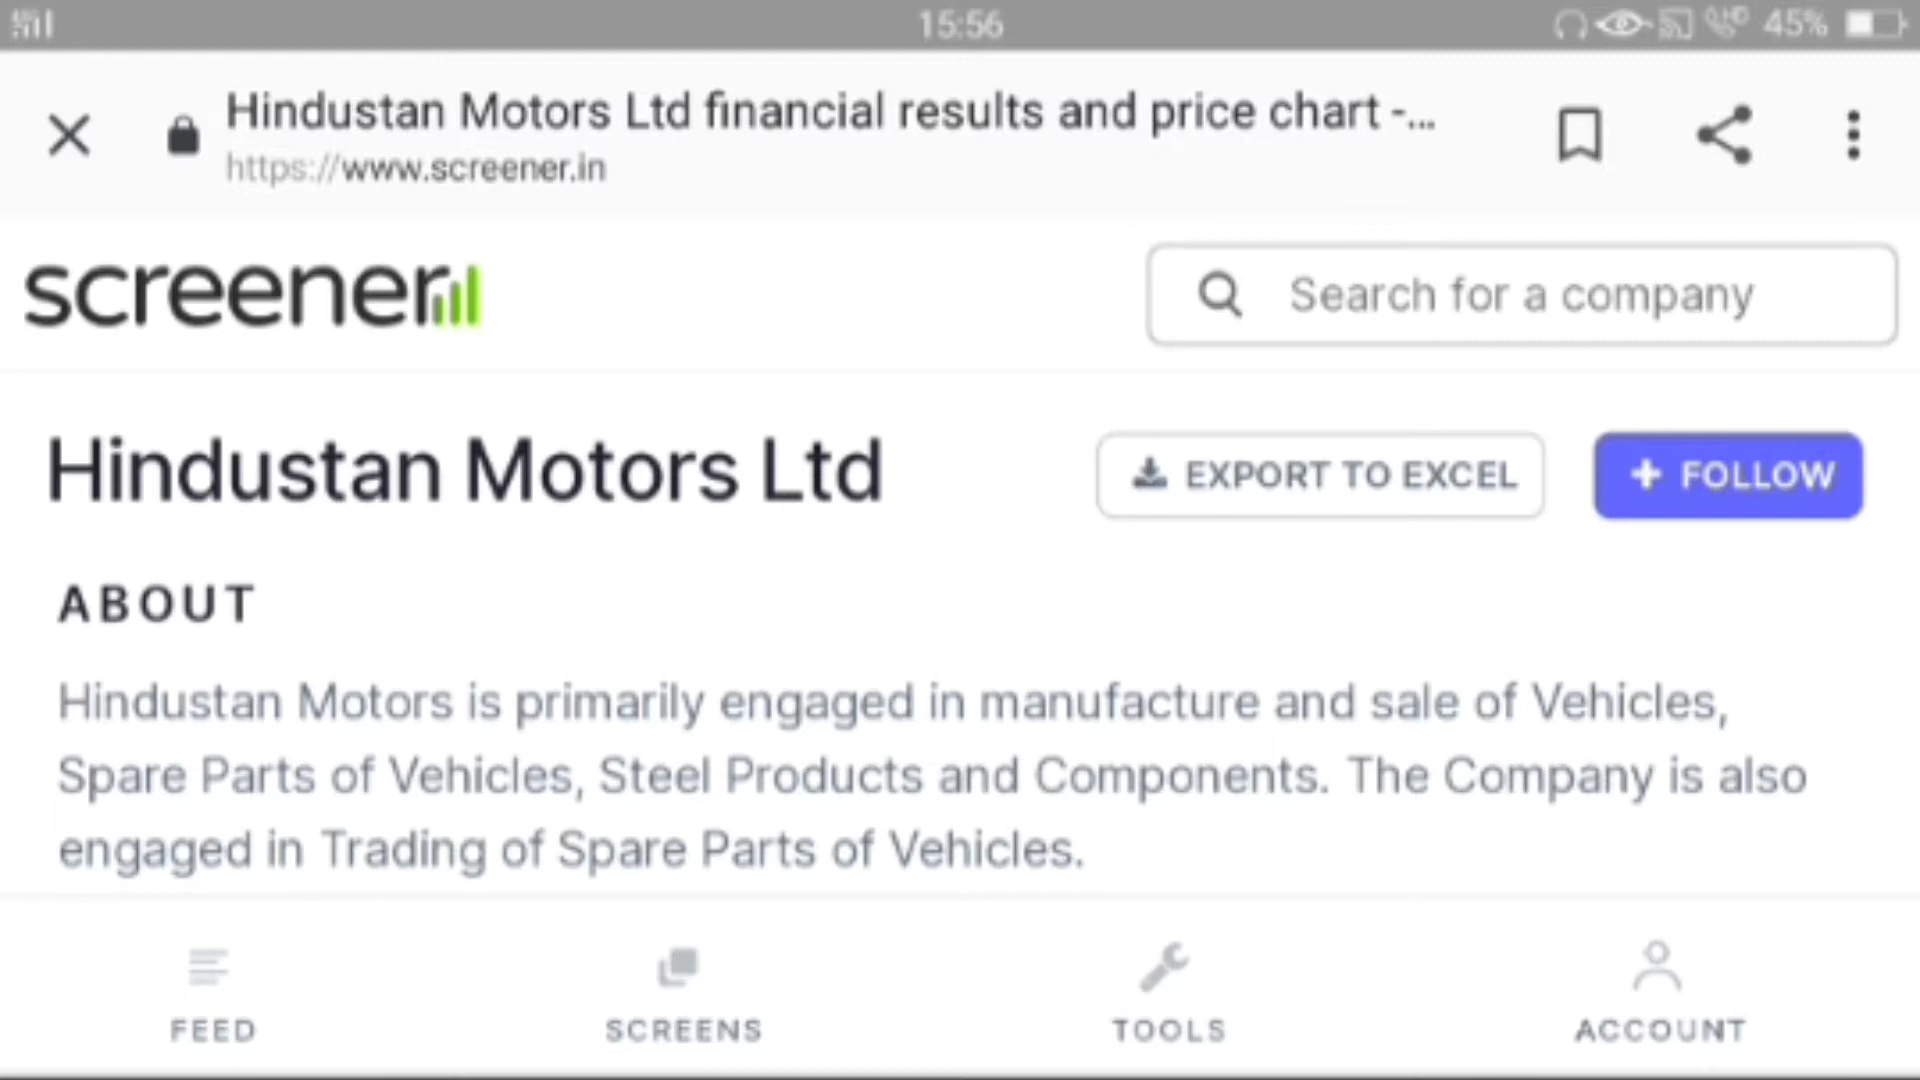 15:56
45%
Hindustan Motors Ltd financial results and price chart -...
https://www.screener.in
screener
Search for a company
Hindustan Motors Ltd
EXPORT TO EXCEL
+ FOLLOW
ABOUT
Hindustan Motors is primarily engaged in manufacture and sale of Vehicles,
Spare Parts of Vehicles, Steel Products and Components. The Company is also
engaged in Trading of Spare Parts of Vehicles.
FEED
SCREENS
TOOLS
ACCOUNT